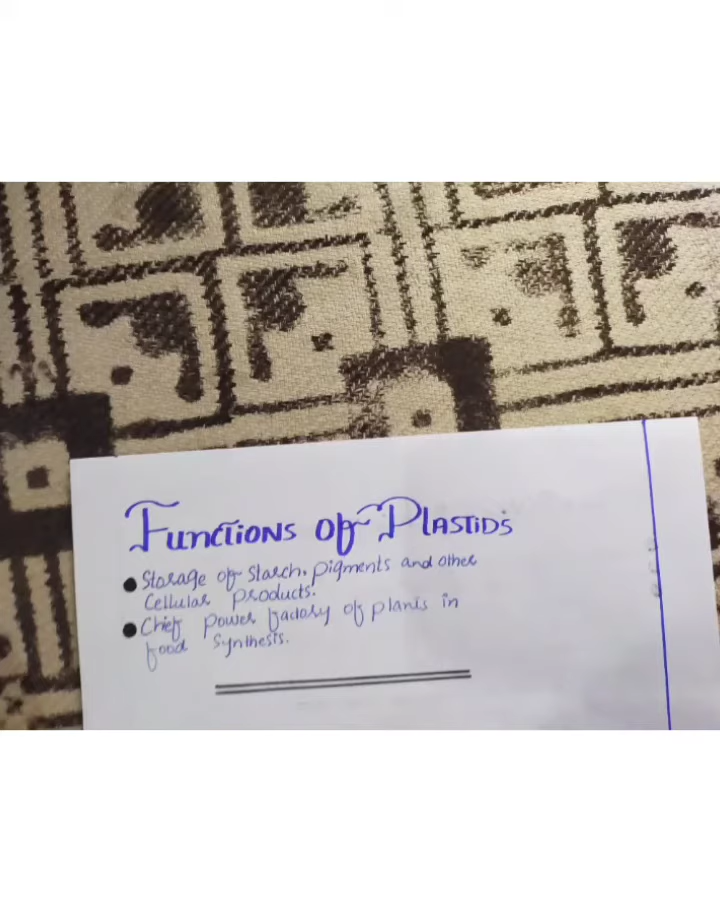 Functions of Plastids
Storage of Starch, pigments and other
Cellular products.
Chief power factory of plants in
food synthesis.